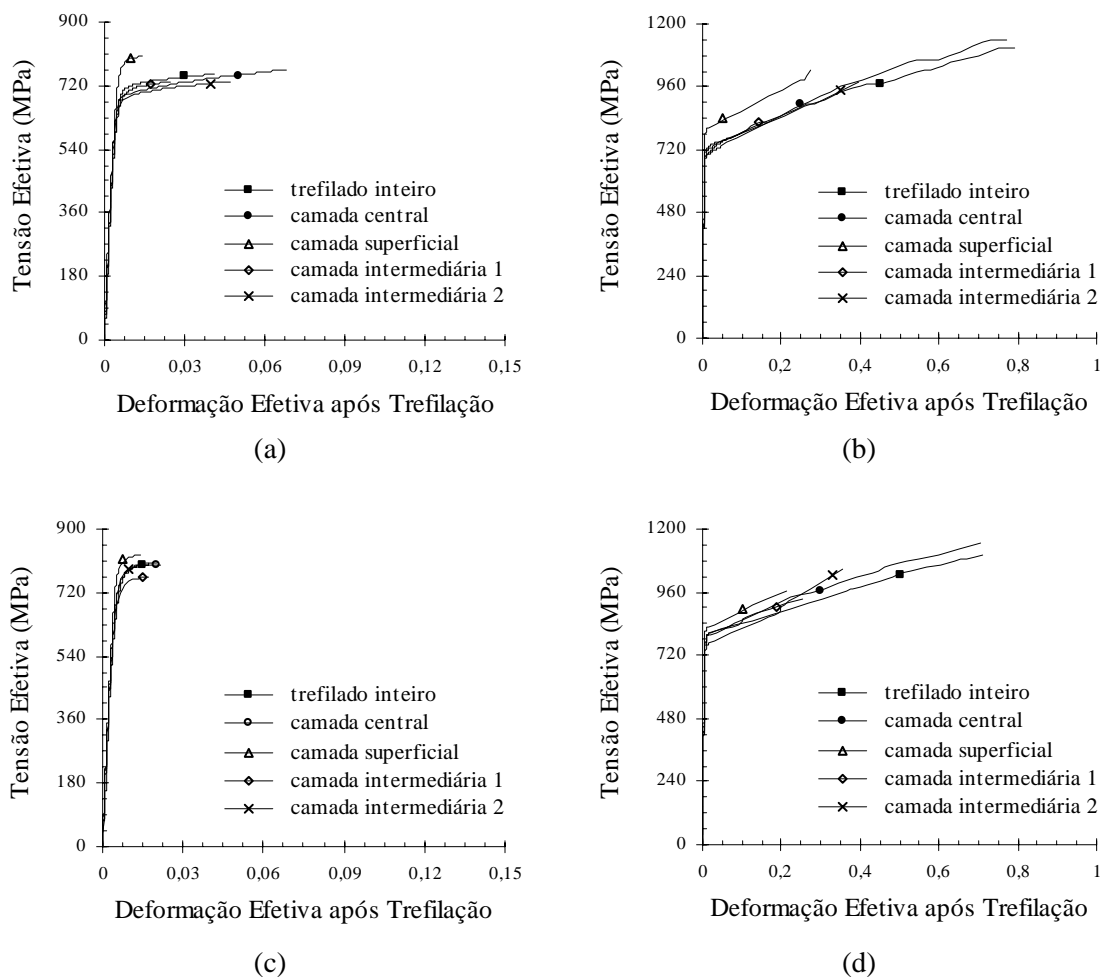 900
720
540
360
180
0
Tensão Efetiva (MPa)
trefilado inteiro
camada central
camada superficial
camada intermediária 1
camada intermediária 2
0 0,03 0,06 0,09 0,12 0,15
Deformação Efetiva após Trefilação
(a)
1200
960
720
480
240
0
Tensão Efetiva (MPa)
trefilado inteiro
camada central
camada superficial
camada intermediária 1
camada intermediária 2
0 0,2 0,4 0,6 0,8 1
Deformação Efetiva após Trefilação
(b)
900
720
540
360
180
0
Tensão Efetiva (MPa)
trefilado inteiro
camada central
camada superficial
camada intermediária 1
camada intermediária 2
0 0,03 0,06 0,09 0,12 0,15
Deformação Efetiva após Trefilação
(c)
1200
960
720
480
240
0
Tensão Efetiva (MPa)
trefilado inteiro
camada central
camada superficial
camada intermediária 1
camada intermediária 2
0 0,2 0,4 0,6 0,8 1
Deformação Efetiva após Trefilação
(d)